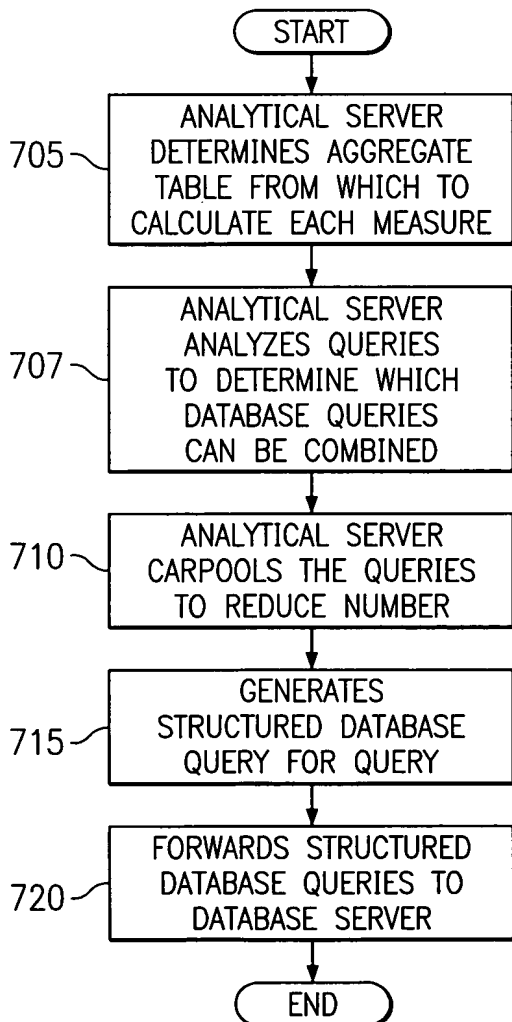 START
705
ANALYTICAL SERVER
DETERMINES AGGREGATE
TABLE FROM WHICH TO
CALCULATE EACH MEASURE
707
ANALYTICAL SERVER
ANALYZES QUERIES
TO DETERMINE WHICH
DATABASE QUERIES
CAN BE COMBINED
710
ANALYTICAL SERVER
CARPOOLS THE QUERIES
TO REDUCE NUMBER
715
GENERATES
STRUCTURED DATABASE
QUERY FOR QUERY
720
FORWARDS STRUCTURED
DATABASE QUERIES TO
DATABASE SERVER
END